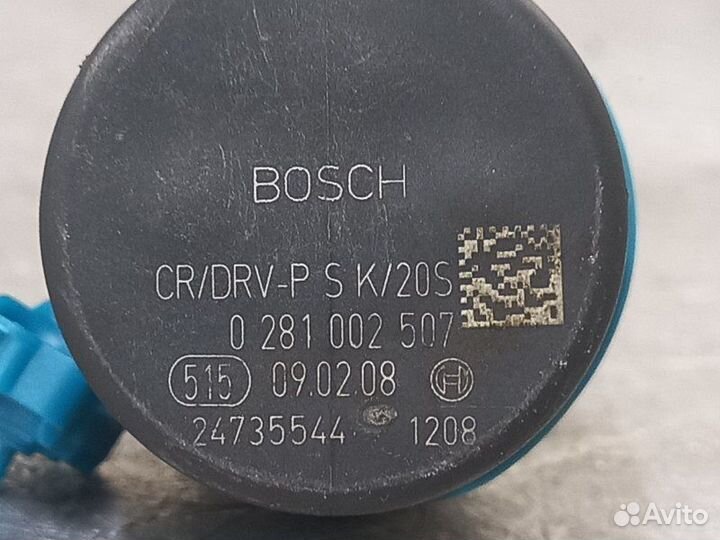 BOSCH
CR/DRV-P S K/20S
0 281 002 507
515 09.02.08
24735544 1208
Avito